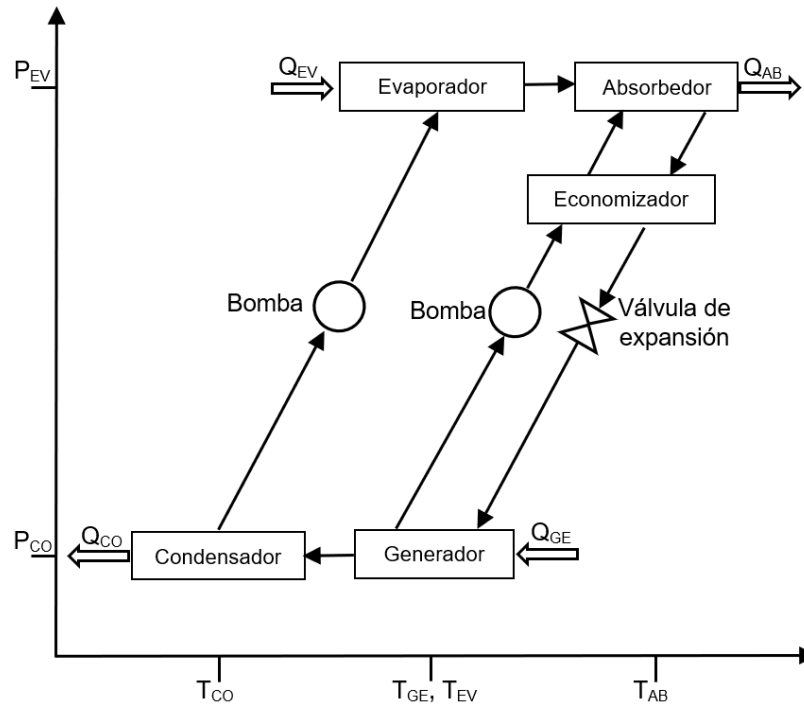 P_EV
Q_EV
Evaporador
Absorbedor
Q_AB
Economizador
Bomba
Bomba
Válvula de
expansión
P_CO
Q_CO
Condensador
Generador
Q_GE
T_CO
T_GE, T_EV
T_AB